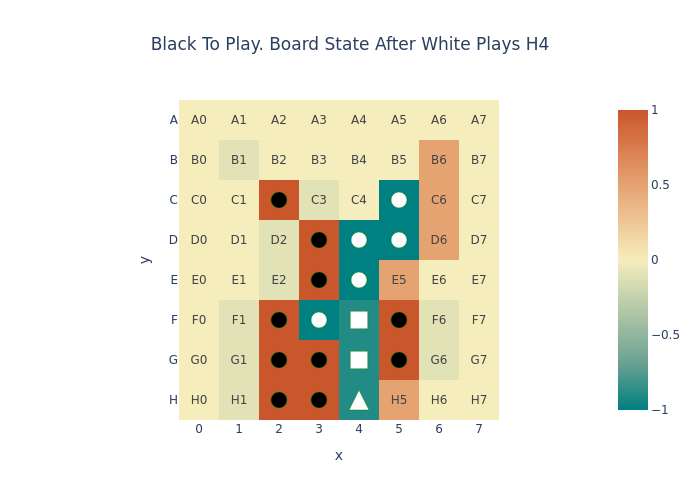 Black To Play. Board State After White Plays H4
A A0 A1 A2 A3 A4 A5 A6 A7
B B0 B1 B2 B3 B4 B5 B6 B7
C C0 C1 C3 C4 C6 C7
D D0 D1 D2 D6 D7
E E0 E1 E2 E5 E6 E7
F F0 F1 F6 F7
G G0 G1 G6 G7
H H0 H1 H5 H6 H7
0 1 2 3 4 5 6 7
x
y
1
0.5
0
−0.5
−1